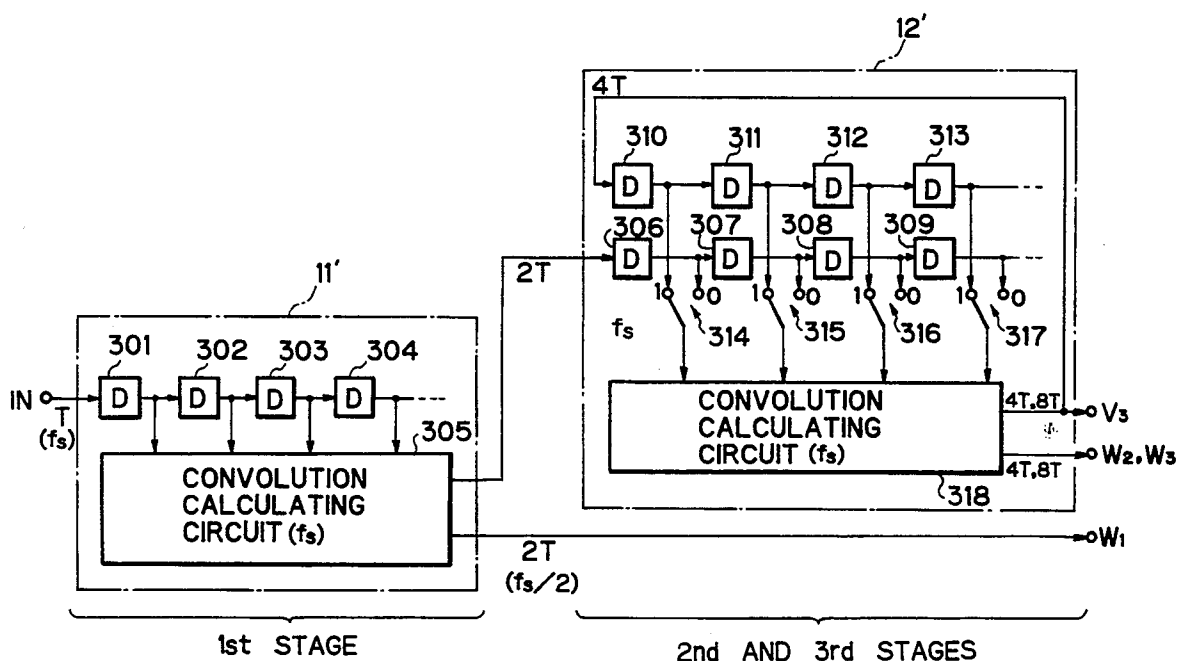 12'
4T
310
311
312
313
D D D D
306
307
308
309
2T
D D D D
11'
1 0
1 0
1 0
1 0
fs
314
315
316
317
301
302
303
304
IN
T
(fs)
D D D D
305
CONVOLUTION
CALCULATING
CIRCUIT (fs)
CONVOLUTION
CALCULATING
CIRCUIT (fs)
4T,8T
V3
W2,W3
4T,8T
318
2T
(fs/2)
W1
1st STAGE
2nd AND 3rd STAGES